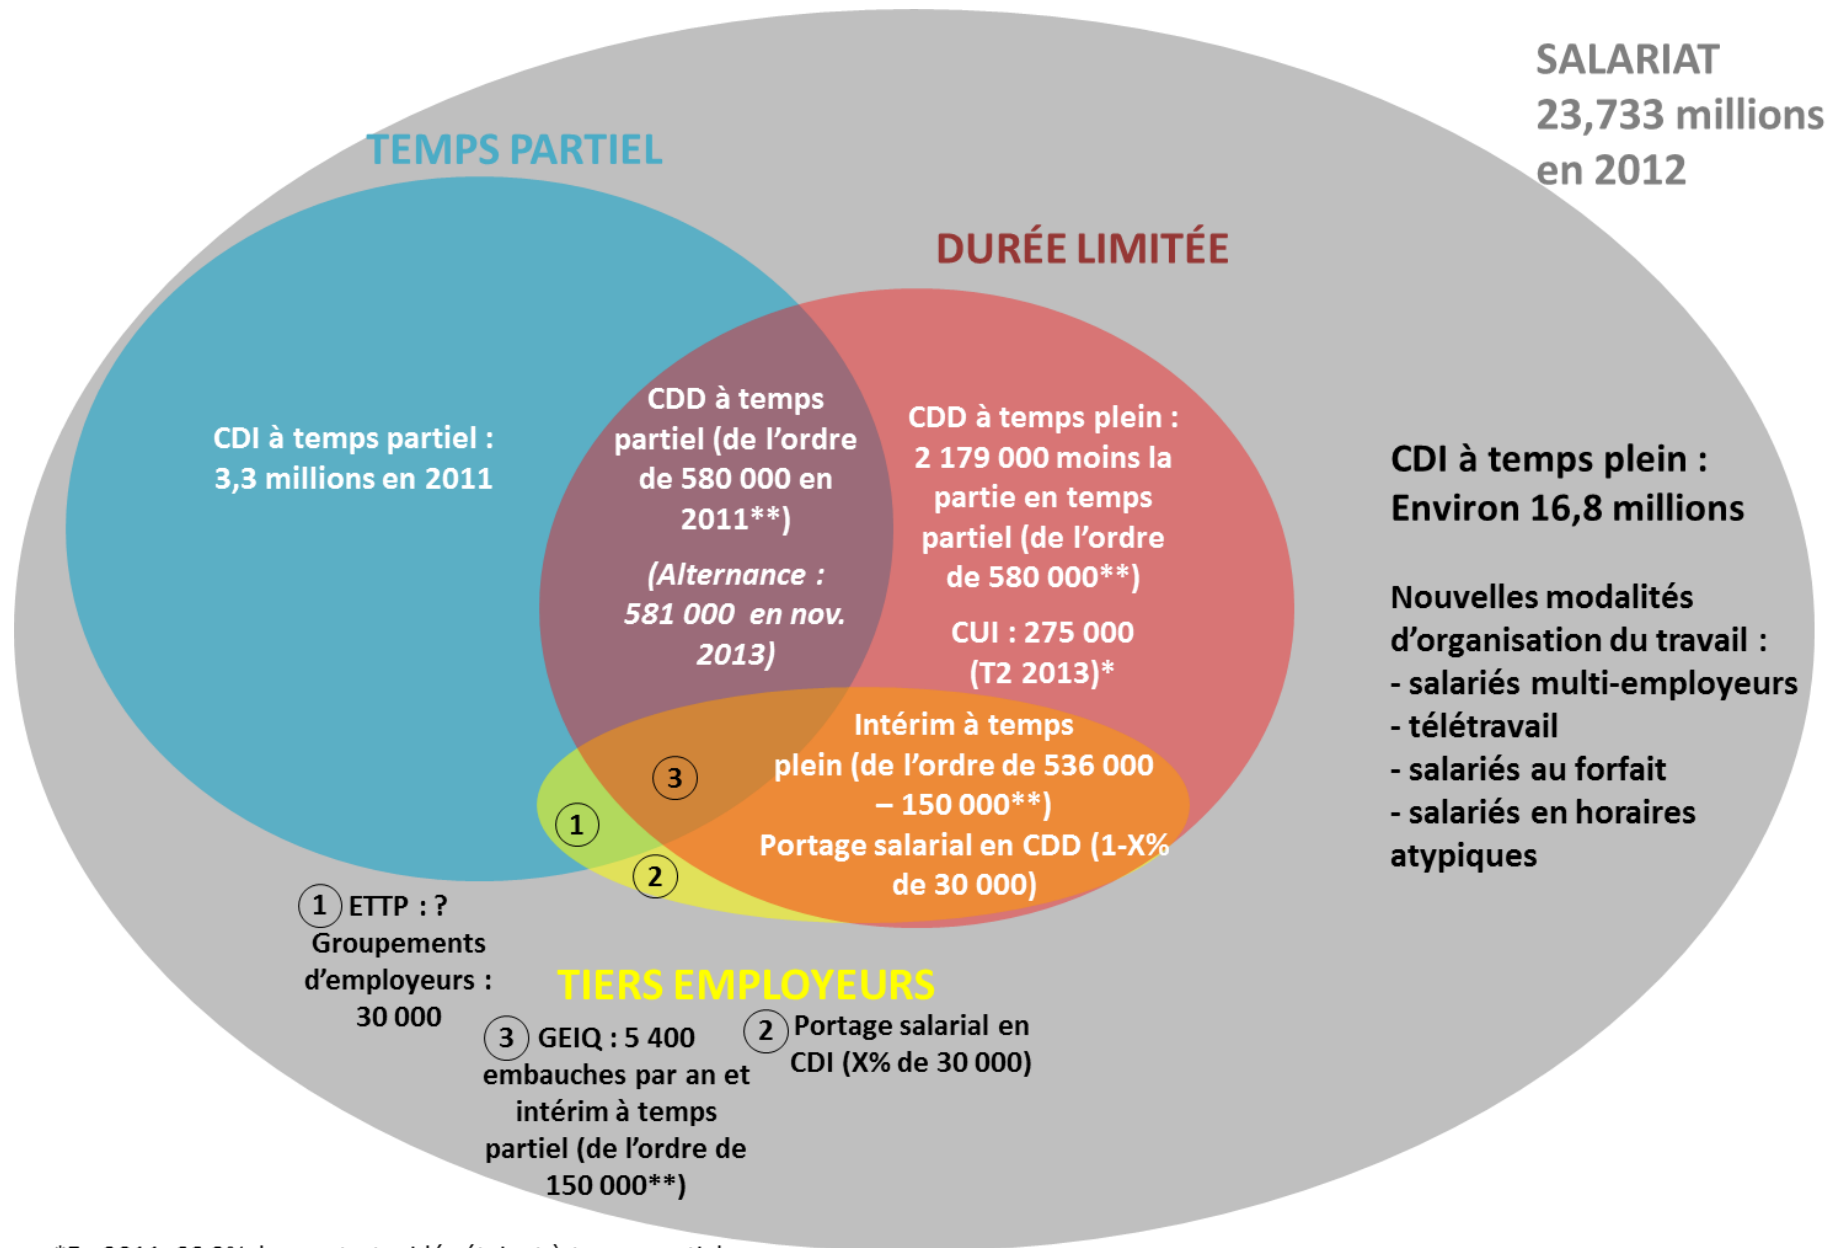 SALARIAT
23,733 millions
en 2012
TEMPS PARTIEL
DURÉE LIMITÉE
CDI à temps partiel :
3,3 millions en 2011
CDD à temps
partiel (de l’ordre
de 580 000 en
2011**)
(Alternance :
581 000 en nov.
2013)
CDD à temps plein :
2 179 000 moins la
partie en temps
partiel (de l’ordre
de 580 000**)
CUI : 275 000
(T2 2013)*
CDI à temps plein :
Environ 16,8 millions
Nouvelles modalités
d’organisation du travail :
- salariés multi-employeurs
- télétravail
- salariés au forfait
- salariés en horaires
atypiques
Intérim à temps
plein (de l’ordre de 536 000
– 150 000**)
Portage salarial en CDD (1-X%
de 30 000)
3
1
2
1 ETTP : ?
Groupements
d’employeurs :
30 000
TIERS EMPLOYEURS
3 GEIQ : 5 400
embauches par an et
intérim à temps
partiel (de l’ordre de
150 000**)
2 Portage salarial en
CDI (X% de 30 000)